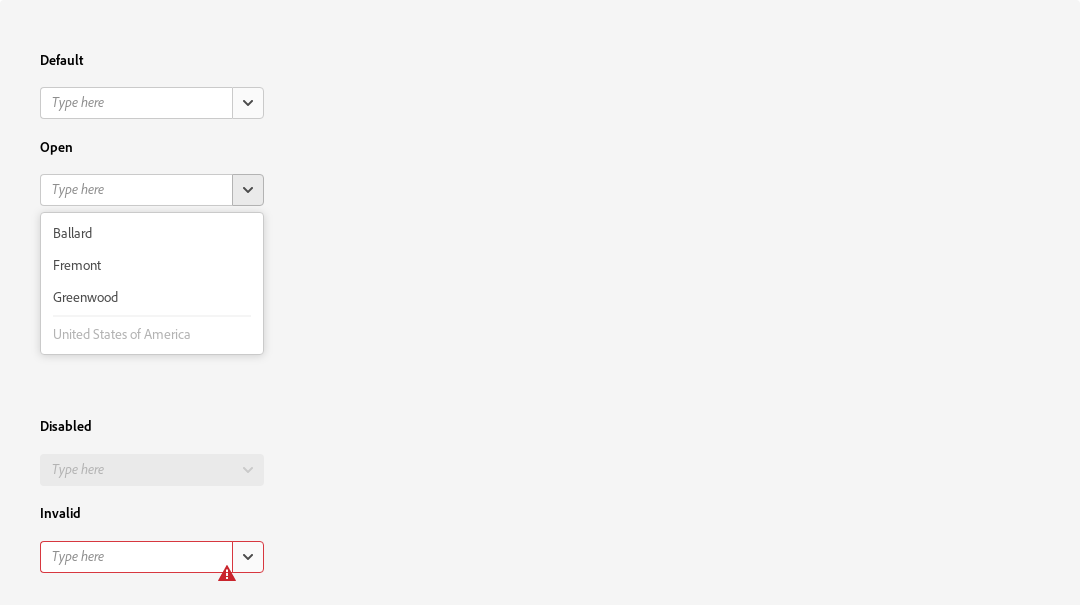 Default
Type here
Open
Type here
Ballard
Fremont
Greenwood
United States of America
Disabled
Type here
Invalid
Type here